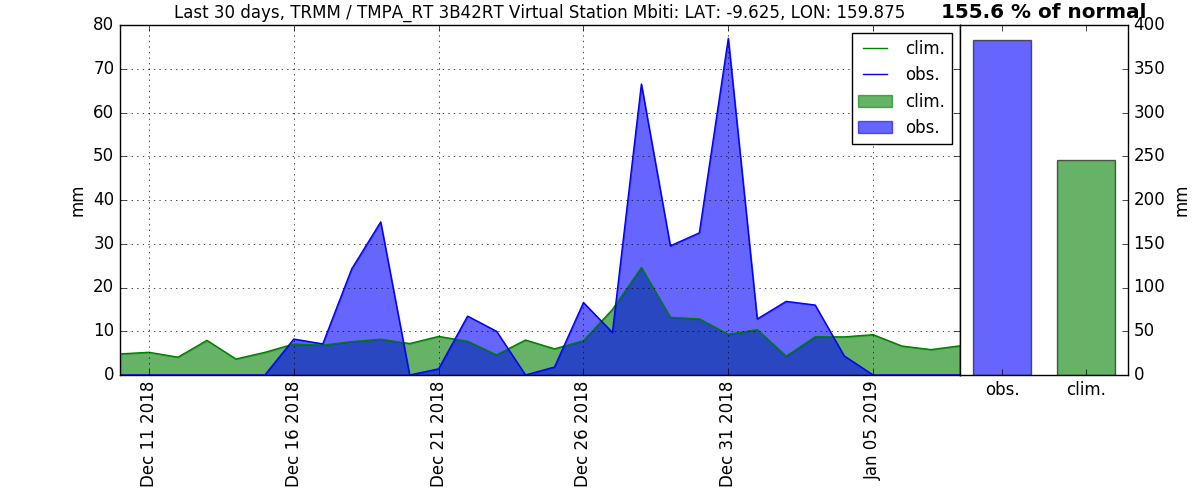 Last 30 days, TRMM / TMPA_RT 3B42RT Virtual Station Mbiti: LAT: -9.625, LON: 159.875
155.6 % of normal
80
70
60
50
40
30
20
10
0
mm
clim.
obs.
clim.
obs.
400
350
300
250
200
150
100
50
0
mm
Dec 11 2018
Dec 16 2018
Dec 21 2018
Dec 26 2018
Dec 31 2018
Jan 05 2019
obs.
clim.